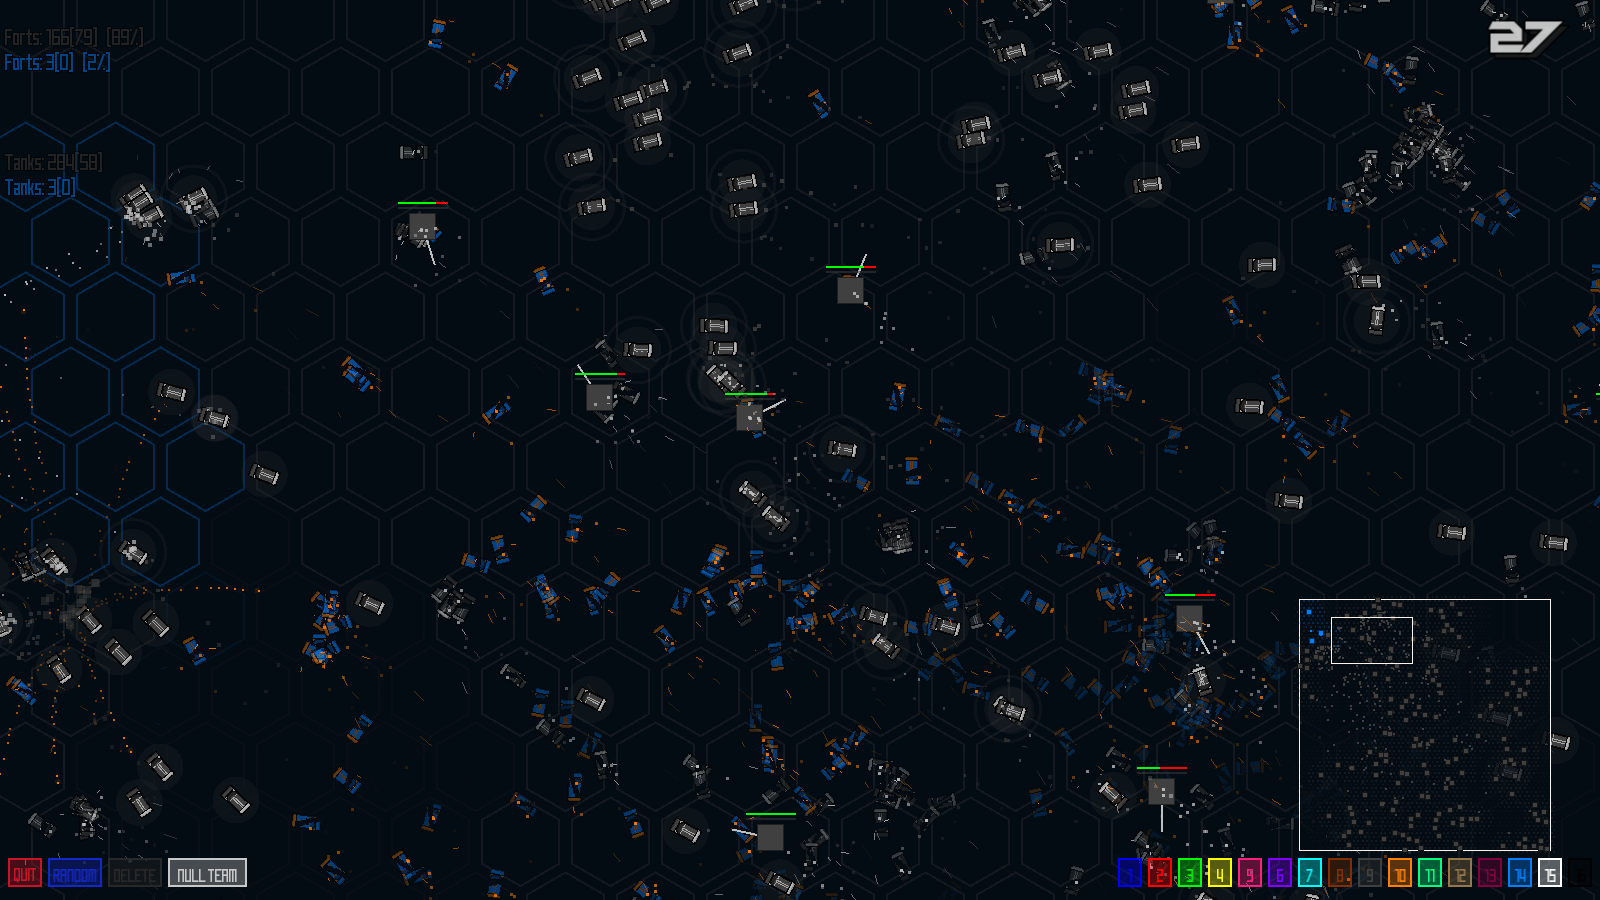 Forts: 166[79] [89%]
Forts: 3[0] [2%]
27
Tanks: 284[58]
Tanks: 3[0]
QUIT
RANDOM
DELETE
NULL TEAM
1
2
3
4
9
6
7
8
9
10
11
12
13
14
15